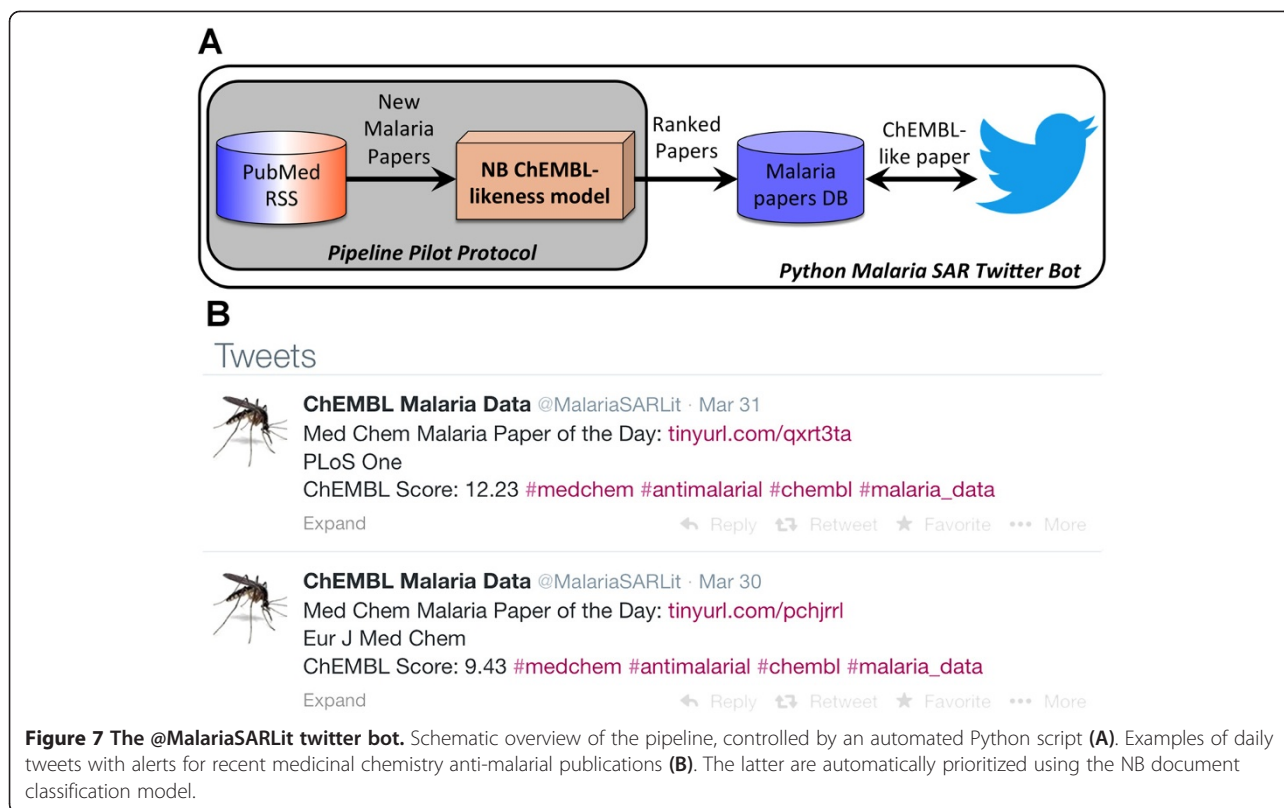 A
New
Malaria
Papers
PubMed
RSS
NB ChEMBL-
likeness model
Pipeline Pilot Protocol
Ranked
Papers
Malaria
papers DB
ChEMBL-
like paper
Python Malaria SAR Twitter Bot
B
Tweets
ChEMBL Malaria Data @MalariaSARLit · Mar 31
Med Chem Malaria Paper of the Day: tinyurl.com/qxrt3ta
PLoS One
ChEMBL Score: 12.23 #medchem #antimalarial #chembl #malaria_data
Expand Reply Retweet Favorite More
ChEMBL Malaria Data @MalariaSARLit · Mar 30
Med Chem Malaria Paper of the Day: tinyurl.com/pchjrrl
Eur J Med Chem
ChEMBL Score: 9.43 #medchem #antimalarial #chembl #malaria_data
Expand Reply Retweet Favorite More
Figure 7 The @MalariaSARLit twitter bot. Schematic overview of the pipeline, controlled by an automated Python script (A). Examples of daily
tweets with alerts for recent medicinal chemistry anti-malarial publications (B). The latter are automatically prioritized using the NB document
classification model.